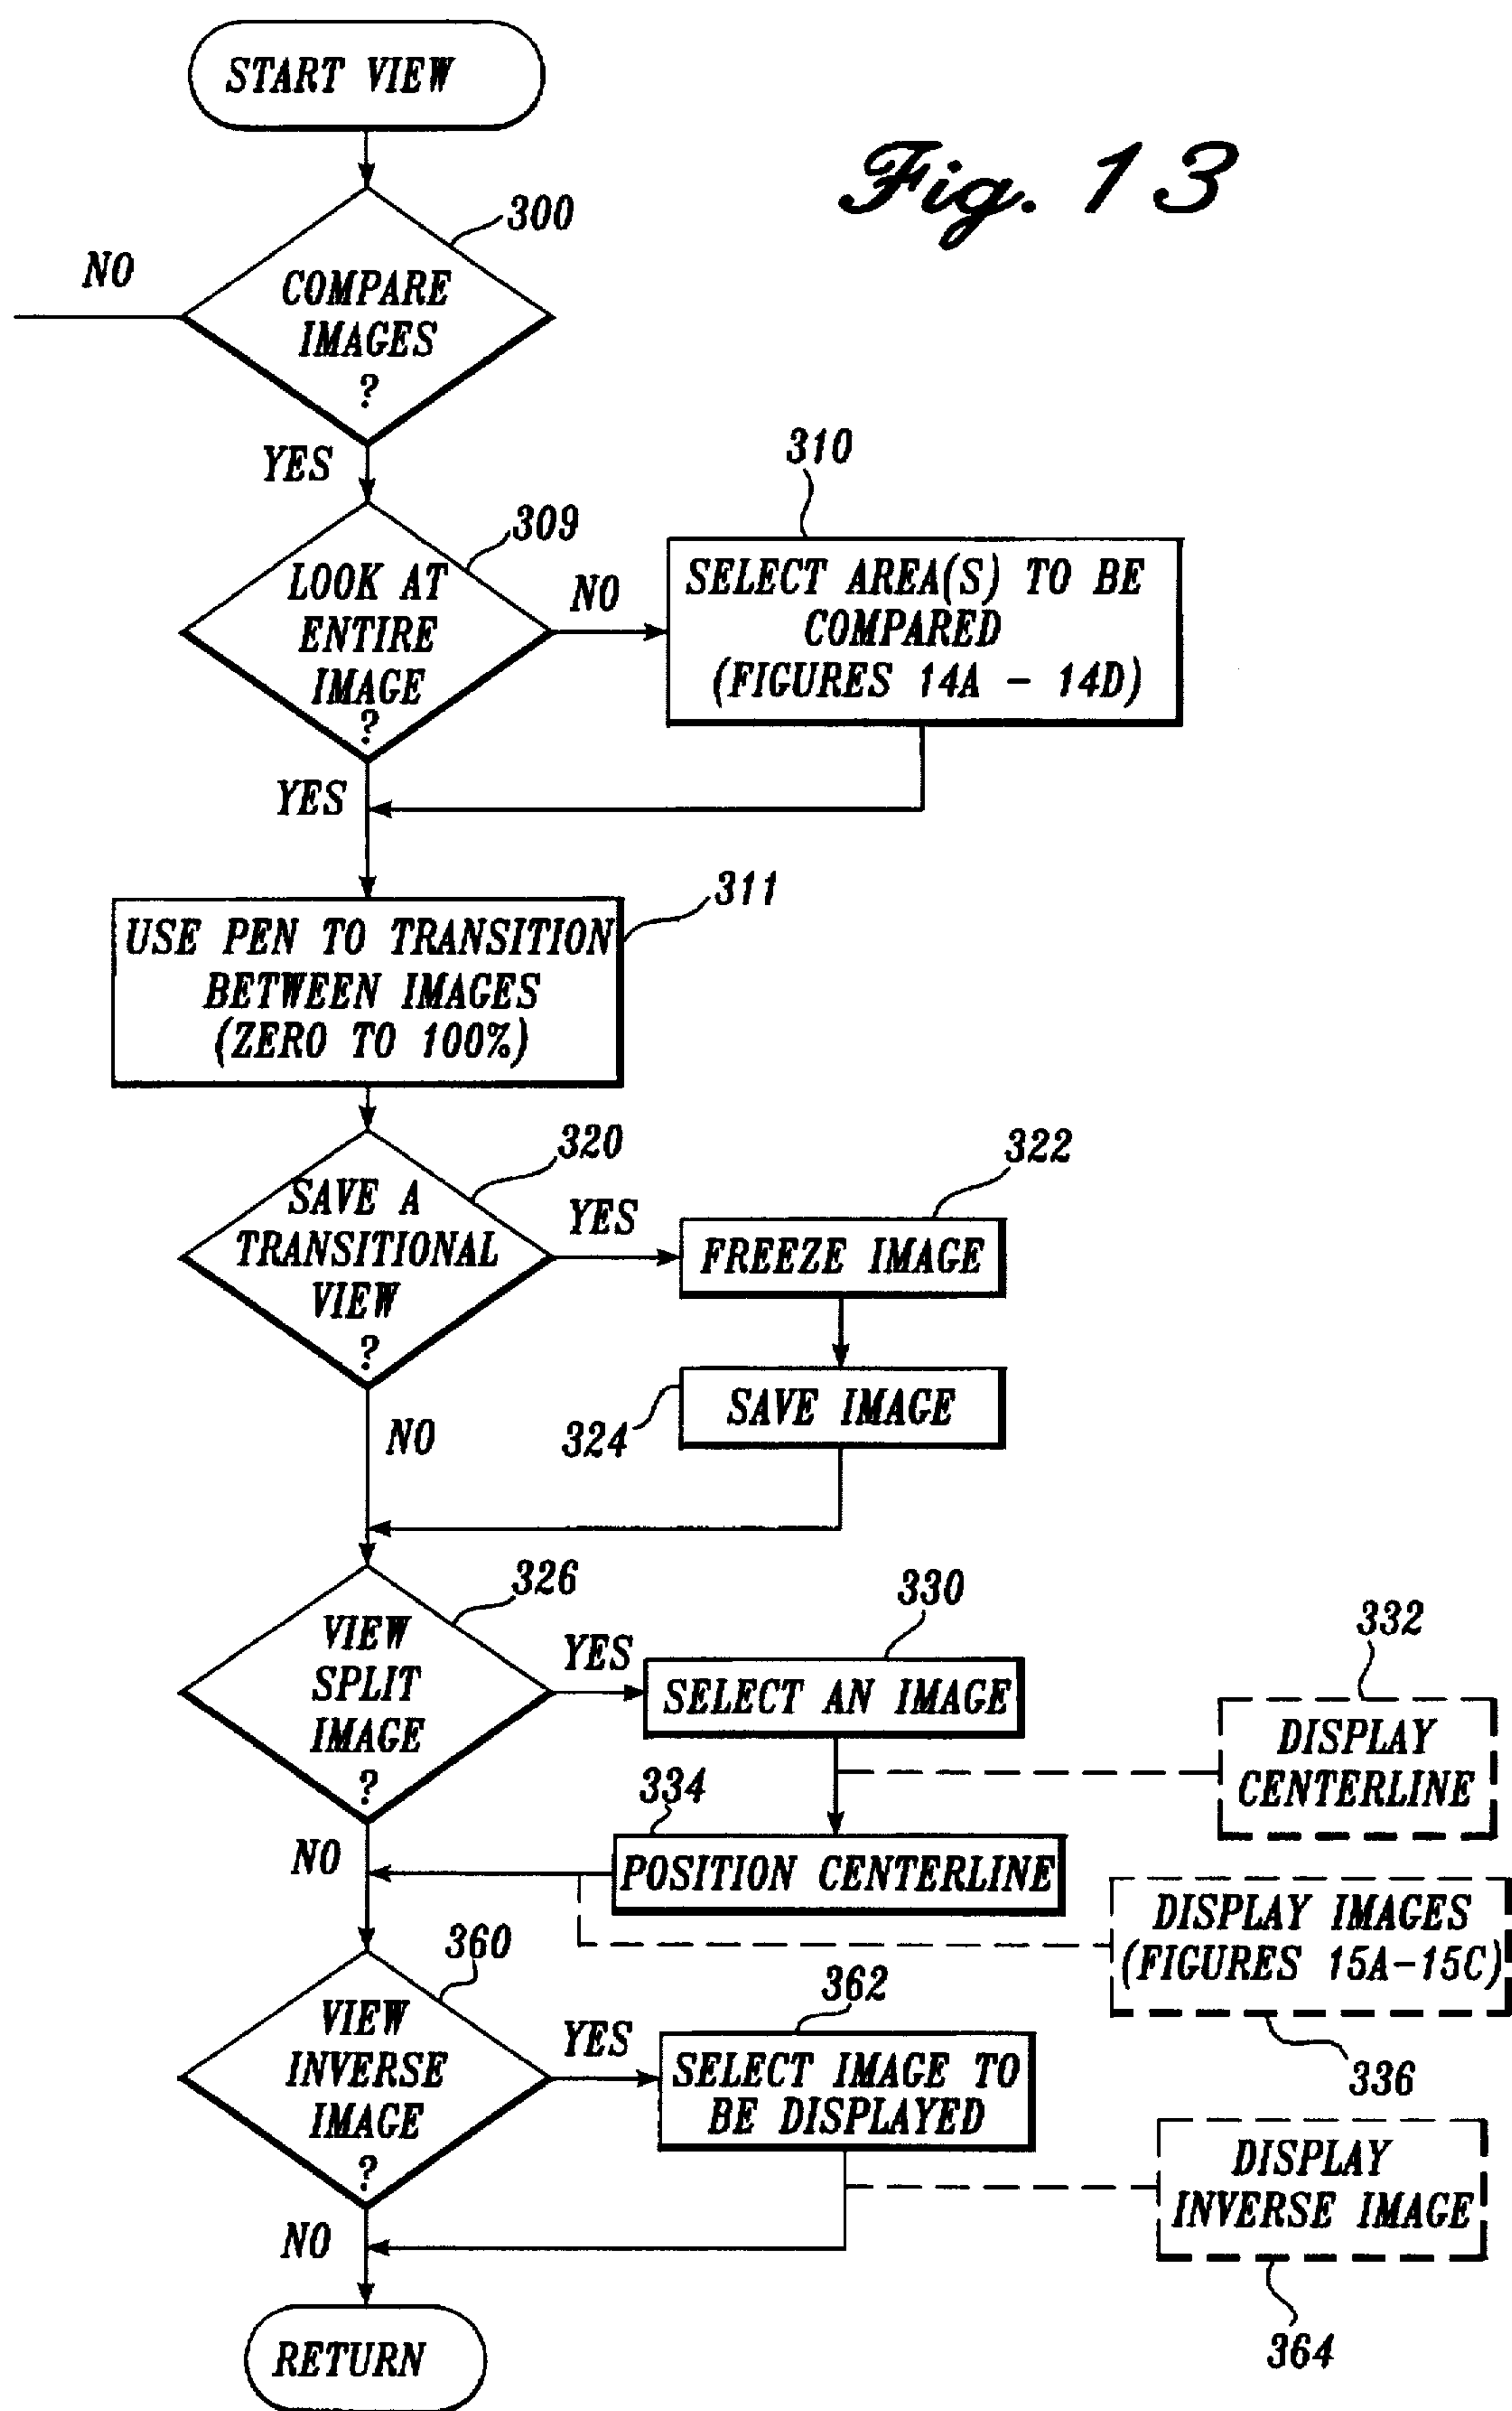 START VIEW
Fig. 13
300
NO
COMPARE
IMAGES
?
YES
310
309
LOOK AT
ENTIRE
IMAGE
?
NO
SELECT AREA(S) TO BE
COMPARED
(FIGURES 14A - 14D)
YES
311
USE PEN TO TRANSITION
BETWEEN IMAGES
(ZERO TO 100%)
320
322
SAVE A
TRANSITIONAL
VIEW
?
YES
FREEZE IMAGE
SAVE IMAGE
324
NO
326
330
332
VIEW
SPLIT
IMAGE
?
YES
SELECT AN IMAGE
DISPLAY
CENTERLINE
334
NO
POSITION CENTERLINE
DISPLAY IMAGES
(FIGURES 15A-15C)
336
360
362
VIEW
INVERSE
IMAGE
?
YES
SELECT IMAGE TO
BE DISPLAYED
DISPLAY
INVERSE IMAGE
364
NO
RETURN